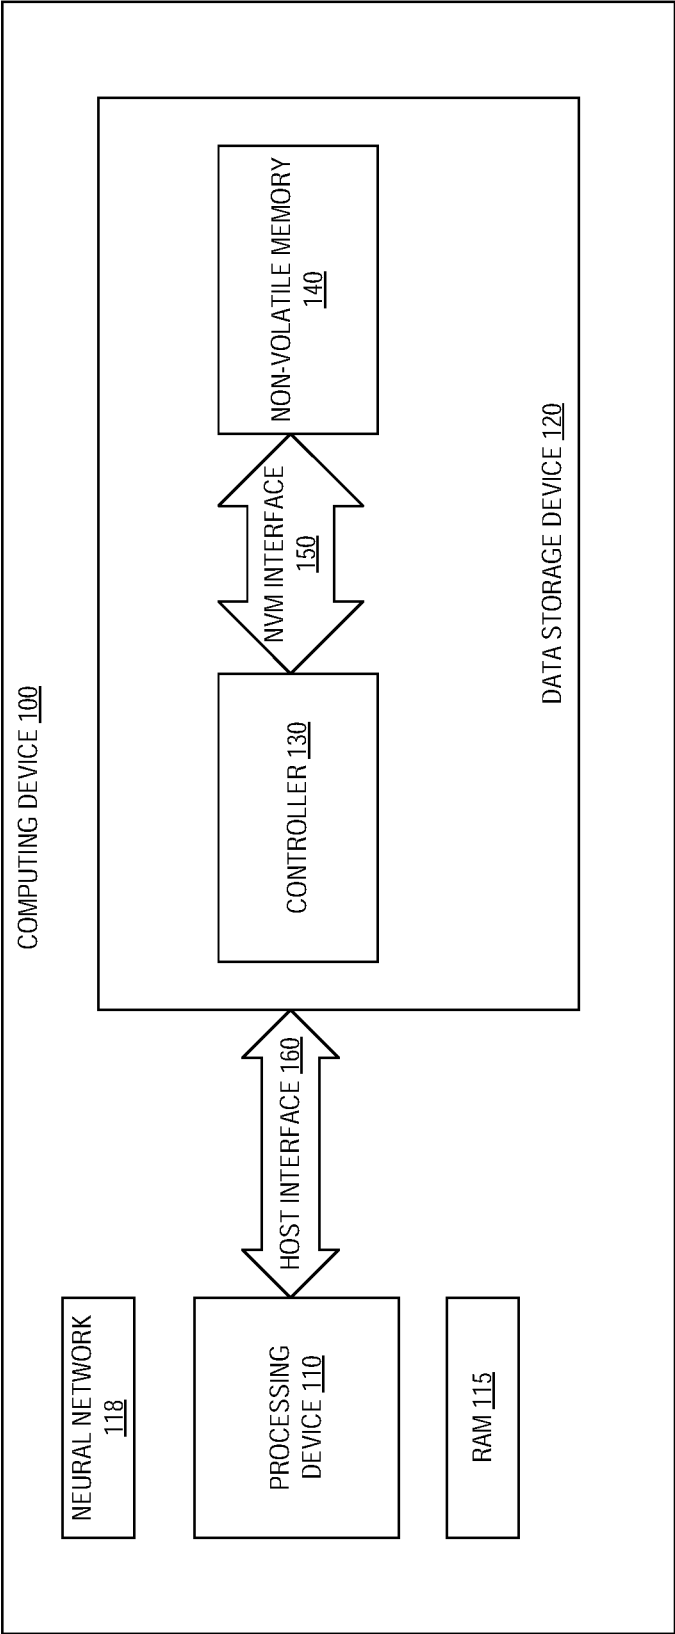 COMPUTING DEVICE 100
NEURAL NETWORK
118
PROCESSING
DEVICE 110
RAM 115
HOST INTERFACE 160
CONTROLLER 130
NVM INTERFACE
150
NON-VOLATILE MEMORY
140
DATA STORAGE DEVICE 120